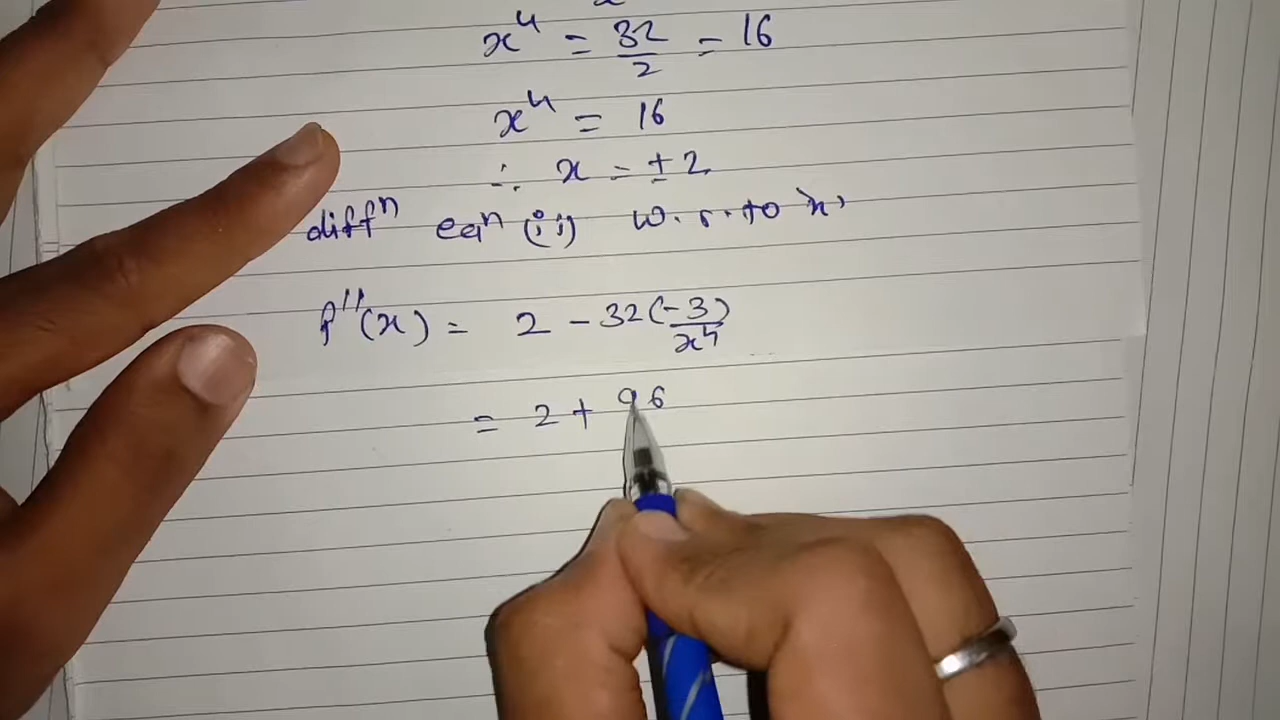 x⁴ = 32/2 = 16
x⁴ = 16
∴ x = ±2
diffⁿ eqⁿ (ii) w.r.to x,
f''(x) = 2 - 32(-3)/x⁴
= 2 + 96